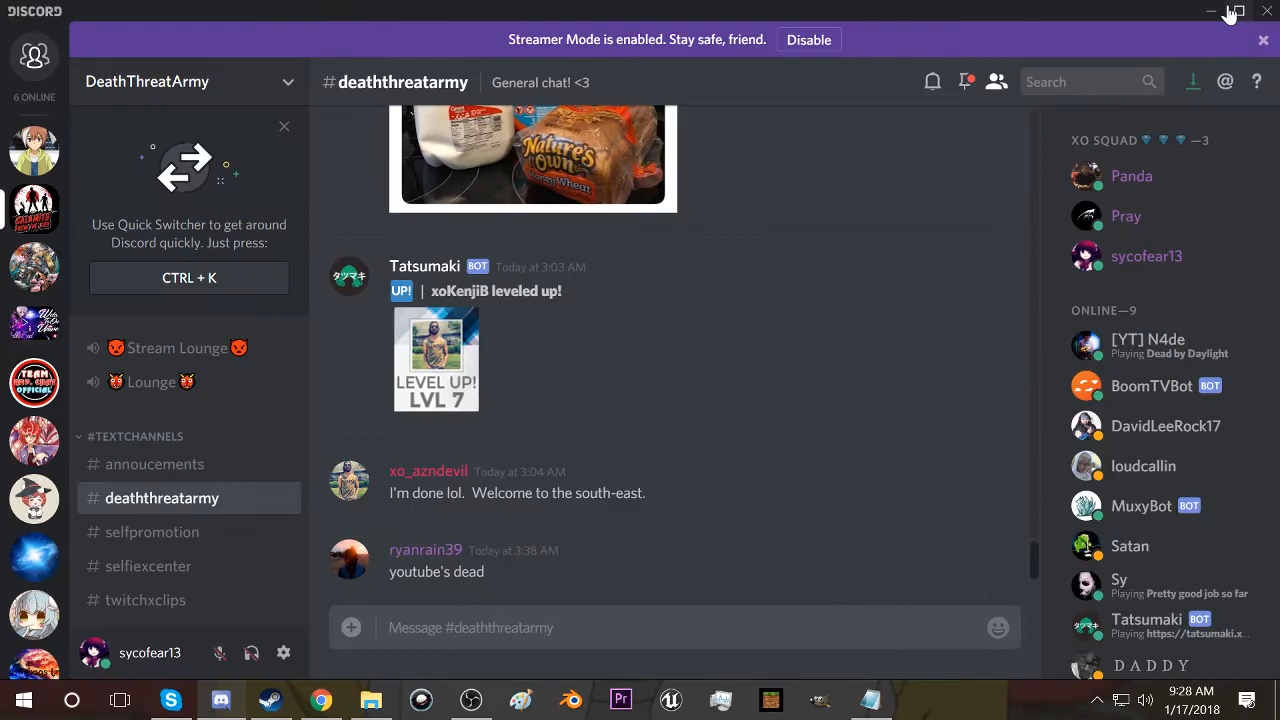 DISCORD
Streamer Mode is enabled. Stay safe, friend.
Disable
6 ONLINE
DeathThreatArmy
Use Quick Switcher to get around
Discord quickly. Just press:
CTRL + K
Stream Lounge
Lounge
#TEXTCHANNELS
# annoucements
# deaththreatarmy
# selfpromotion
# selfiexcenter
# twitchxclips
sycofear13
# deaththreatarmy
General chat! <3
Search
Nature's
Own
Honey Wheat
タツマキ
Tatsumaki BOT Today at 3:03 AM
UP! | xoKenjiB leveled up!
LEVEL UP!
LVL 7
xo_azndevil Today at 3:04 AM
I'm done lol. Welcome to the south-east.
ryanrain39 Today at 3:38 AM
youtube's dead
Message #deaththreatarmy
XO SQUAD —3
Panda
Pray
sycofear13
ONLINE—9
[YT] N4de
Playing Dead by Daylight
BoomTVBot BOT
DavidLeeRock17
loudcallin
MuxyBot BOT
Satan
Sy
Playing Pretty good job so far
Tatsumaki BOT
Playing https://tatsumaki.x...
D A D D Y
9:28 AM
1/17/2018